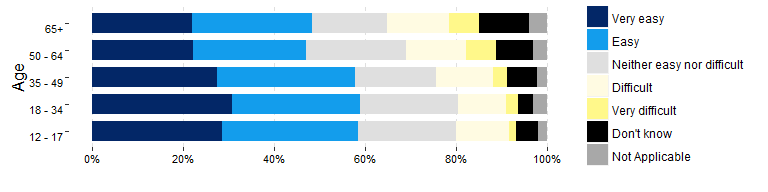 Age
65+
50 - 64
35 - 49
18 - 34
12 - 17
0%
20%
40%
60%
80%
100%
Very easy
Easy
Neither easy nor difficult
Difficult
Very difficult
Don't know
Not Applicable